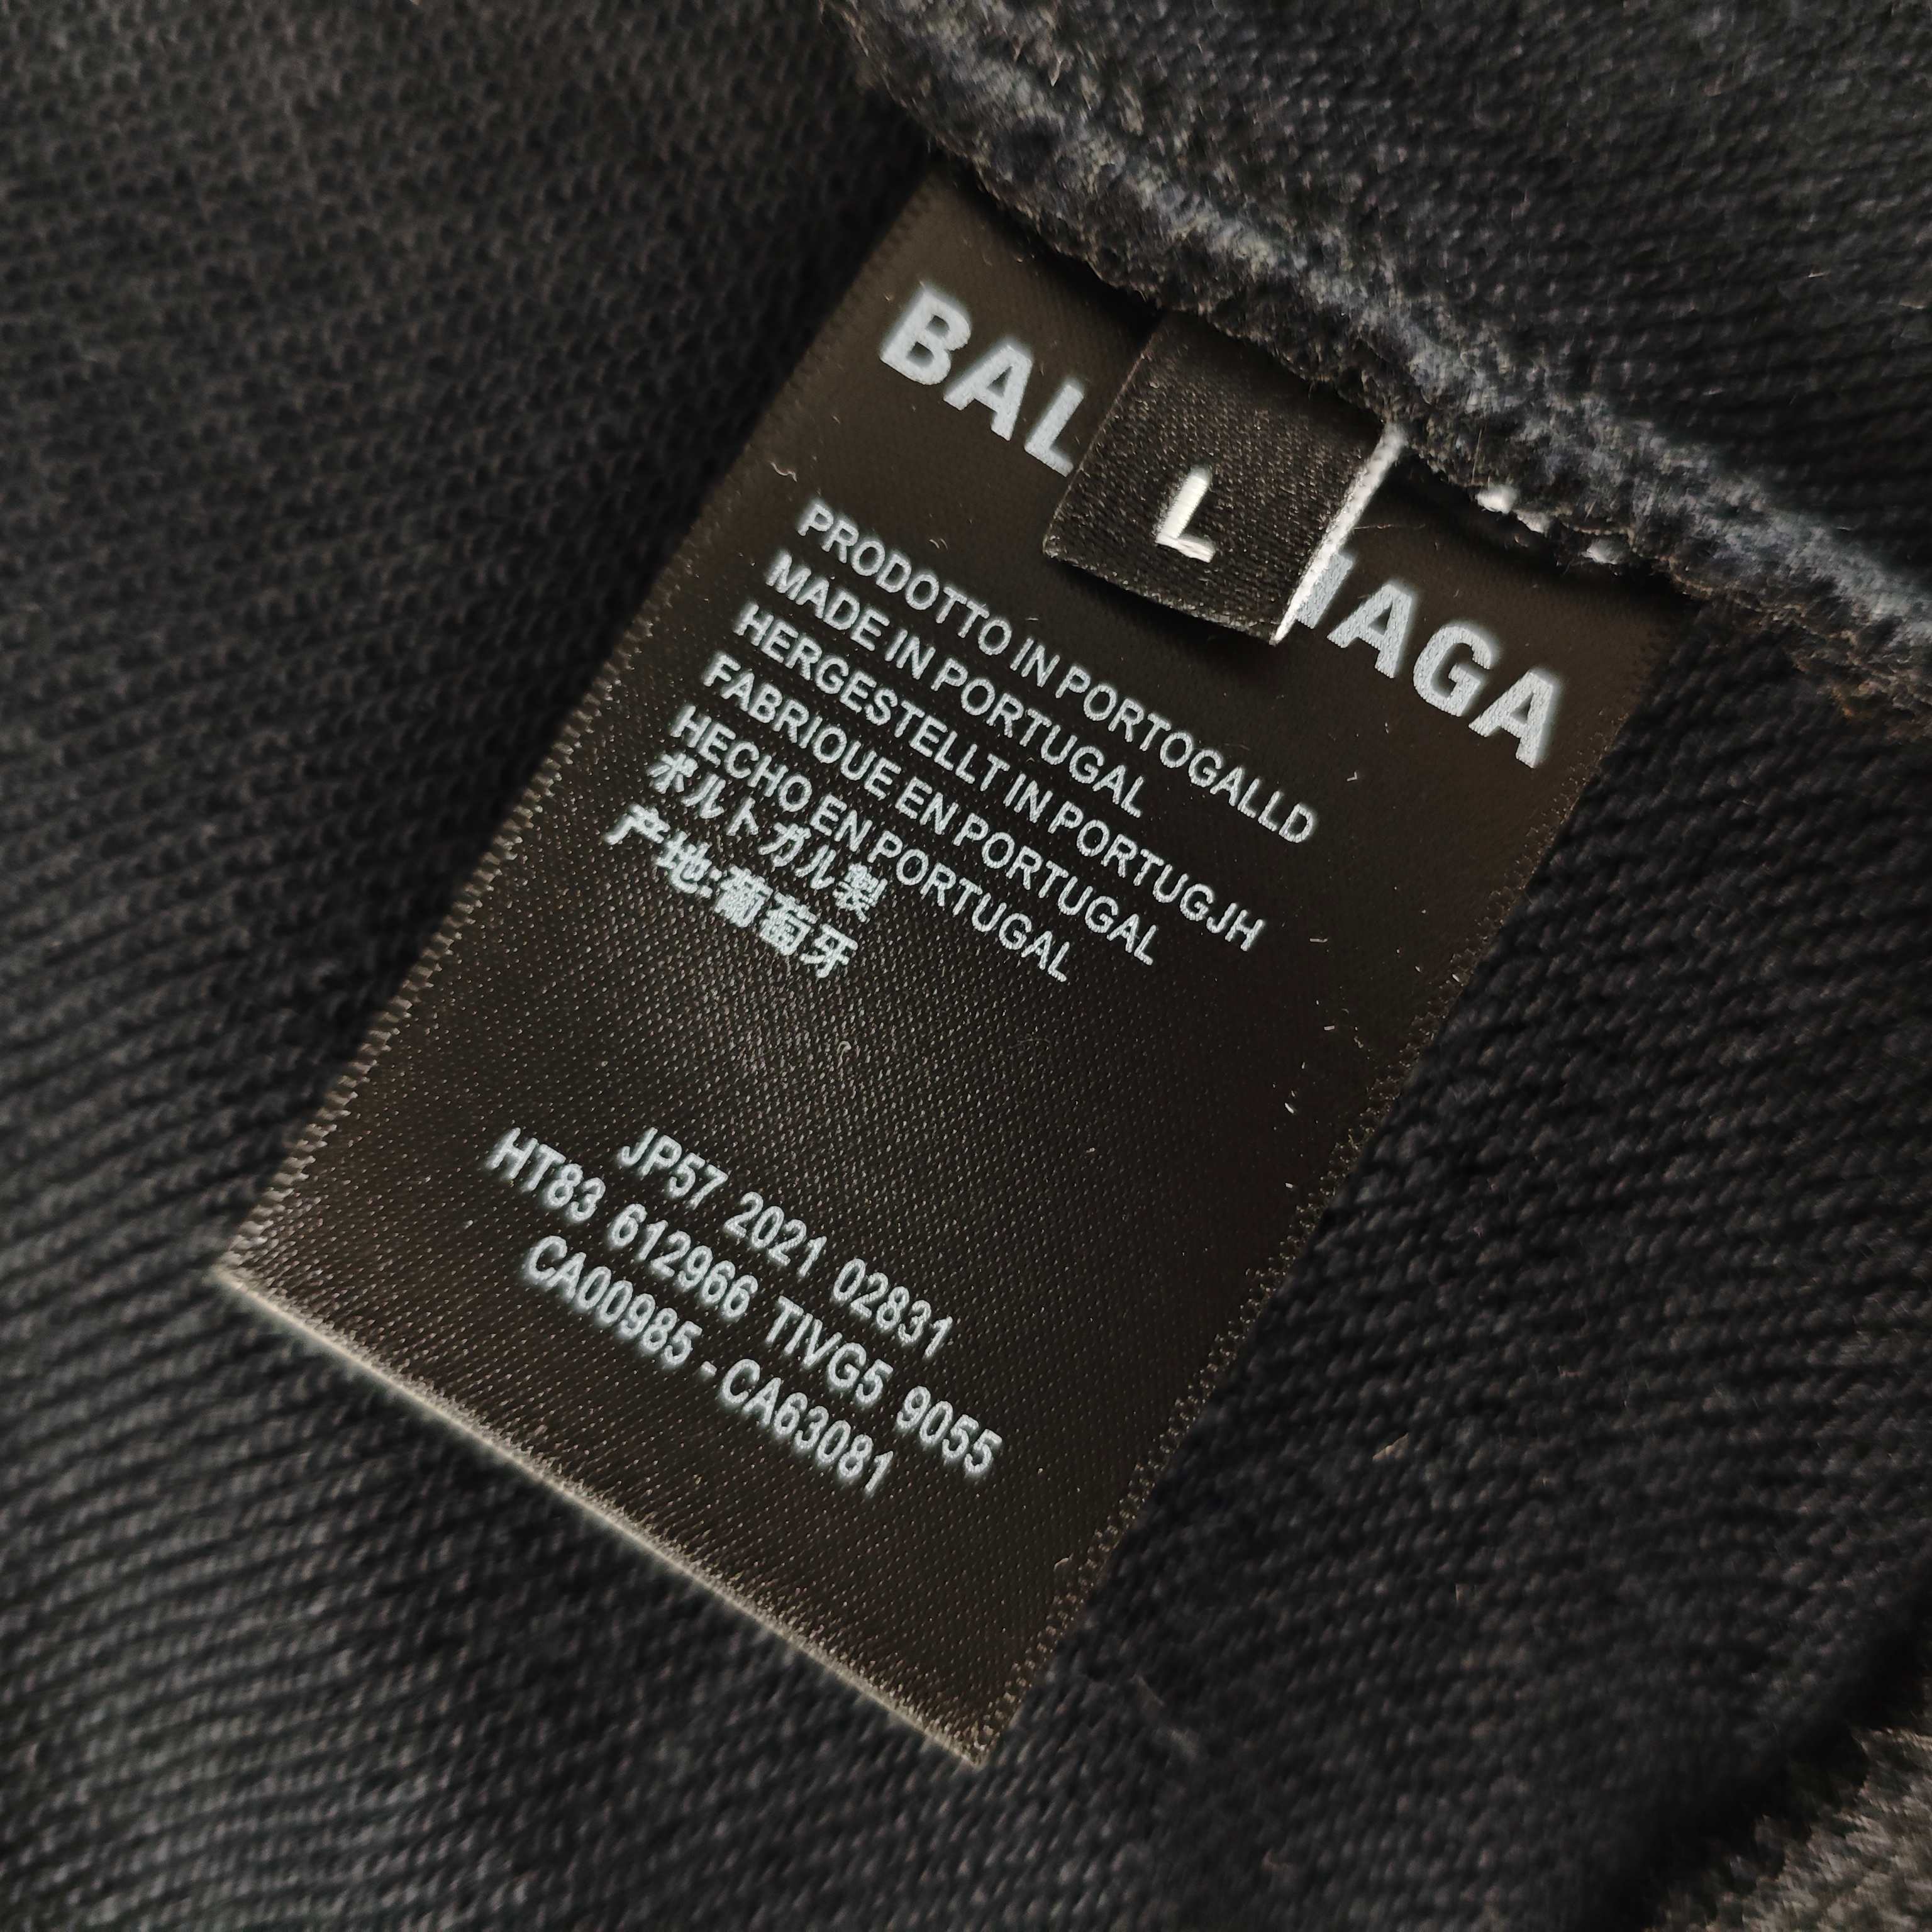 BAL IAGA
L
PRODOTTO IN PORTOGALLD
MADE IN PORTUGAL
HERGESTELLT IN PORTUGJH
FABRIOUE EN PORTUGAL
HECHO EN PORTUGAL
ポルトガル製
产地:葡萄牙
JP57 2021 02831
HT83 612966 TIVG5 9055
CA00985-CA63081